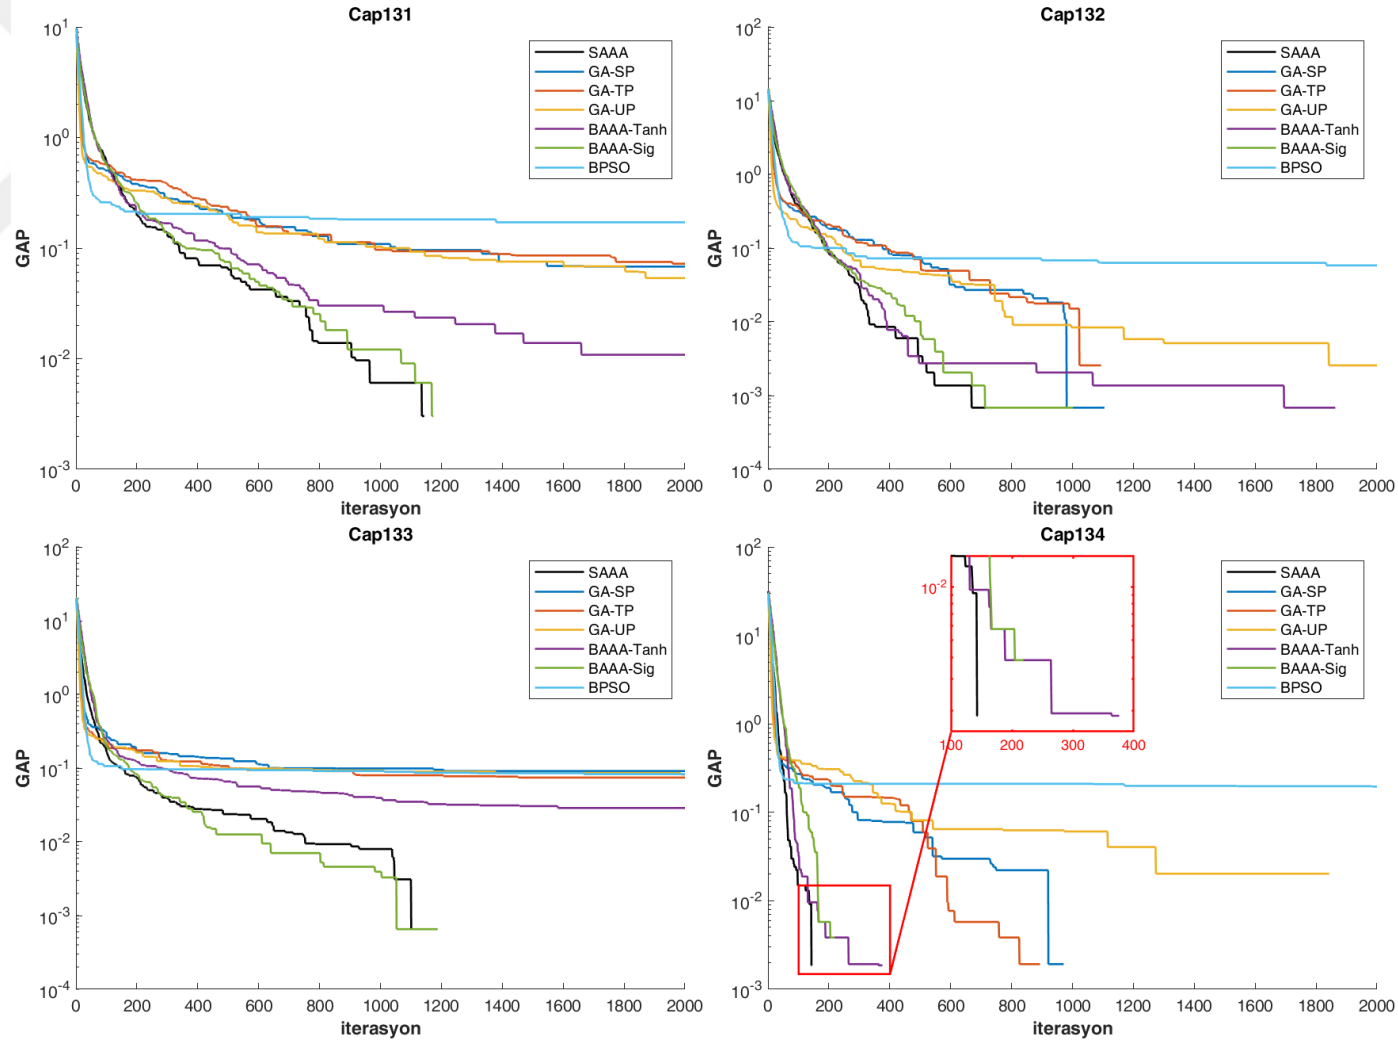 Cap131
10^1
10^0
10^-1
10^-2
10^-3
GAP
0 200 400 600 800 1000 1200 1400 1600 1800 2000
iterasyon
SAAA
GA-SP
GA-TP
GA-UP
BAAA-Tanh
BAAA-Sig
BPSO
Cap132
10^2
10^1
10^0
10^-1
10^-2
10^-3
10^-4
GAP
0 200 400 600 800 1000 1200 1400 1600 1800 2000
iterasyon
SAAA
GA-SP
GA-TP
GA-UP
BAAA-Tanh
BAAA-Sig
BPSO
Cap133
10^2
10^1
10^0
10^-1
10^-2
10^-3
10^-4
GAP
0 200 400 600 800 1000 1200 1400 1600 1800 2000
iterasyon
SAAA
GA-SP
GA-TP
GA-UP
BAAA-Tanh
BAAA-Sig
BPSO
Cap134
10^2
10^1
10^0
10^-1
10^-2
10^-3
GAP
0 200 400 600 800 1000 1200 1400 1600 1800 2000
iterasyon
10^-2
100 200 300 400
SAAA
GA-SP
GA-TP
GA-UP
BAAA-Tanh
BAAA-Sig
BPSO